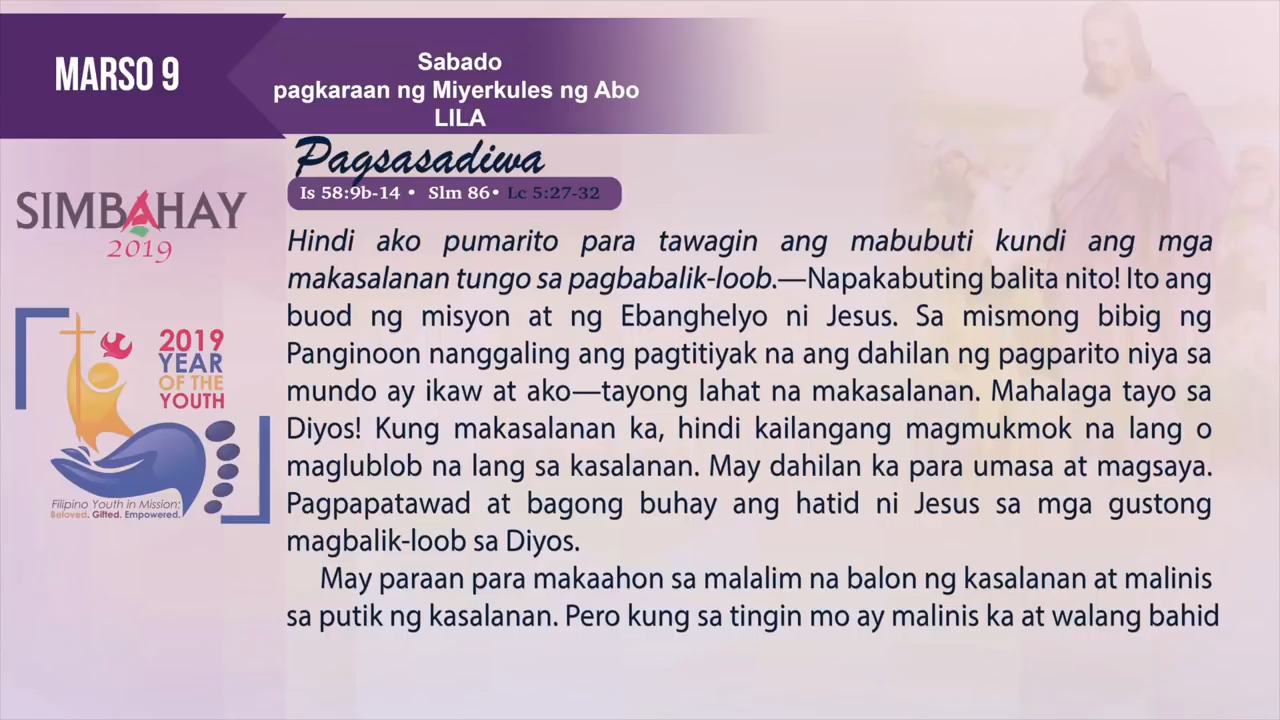 MARSO 9
Sabado
pagkaraan ng Miyerkules ng Abo
LILA
Pagsasadiwa
Is 58:9b-14 • Slm 86• Lc 5:27-32
SIMBAHAY
2019
2019
YEAR
OF THE
YOUTH
Filipino Youth in Mission:
Beloved. Gifted. Empowered.
Hindi ako pumarito para tawagin ang mabubuti kundi ang mga
makasalanan tungo sa pagbabalik-loob.—Napakabuting balita nito! Ito ang
buod ng misyon at ng Ebanghelyo ni Jesus. Sa mismong bibig ng
Panginoon nanggaling ang pagtitiyak na ang dahilan ng pagparito niya sa
mundo ay ikaw at ako—tayong lahat na makasalanan. Mahalaga tayo sa
Diyos! Kung makasalanan ka, hindi kailangang magmukmok na lang o
maglublob na lang sa kasalanan. May dahilan ka para umasa at magsaya.
Pagpapatawad at bagong buhay ang hatid ni Jesus sa mga gustong
magbalik-loob sa Diyos.
May paraan para makaahon sa malalim na balon ng kasalanan at malinis
sa putik ng kasalanan. Pero kung sa tingin mo ay malinis ka at walang bahid